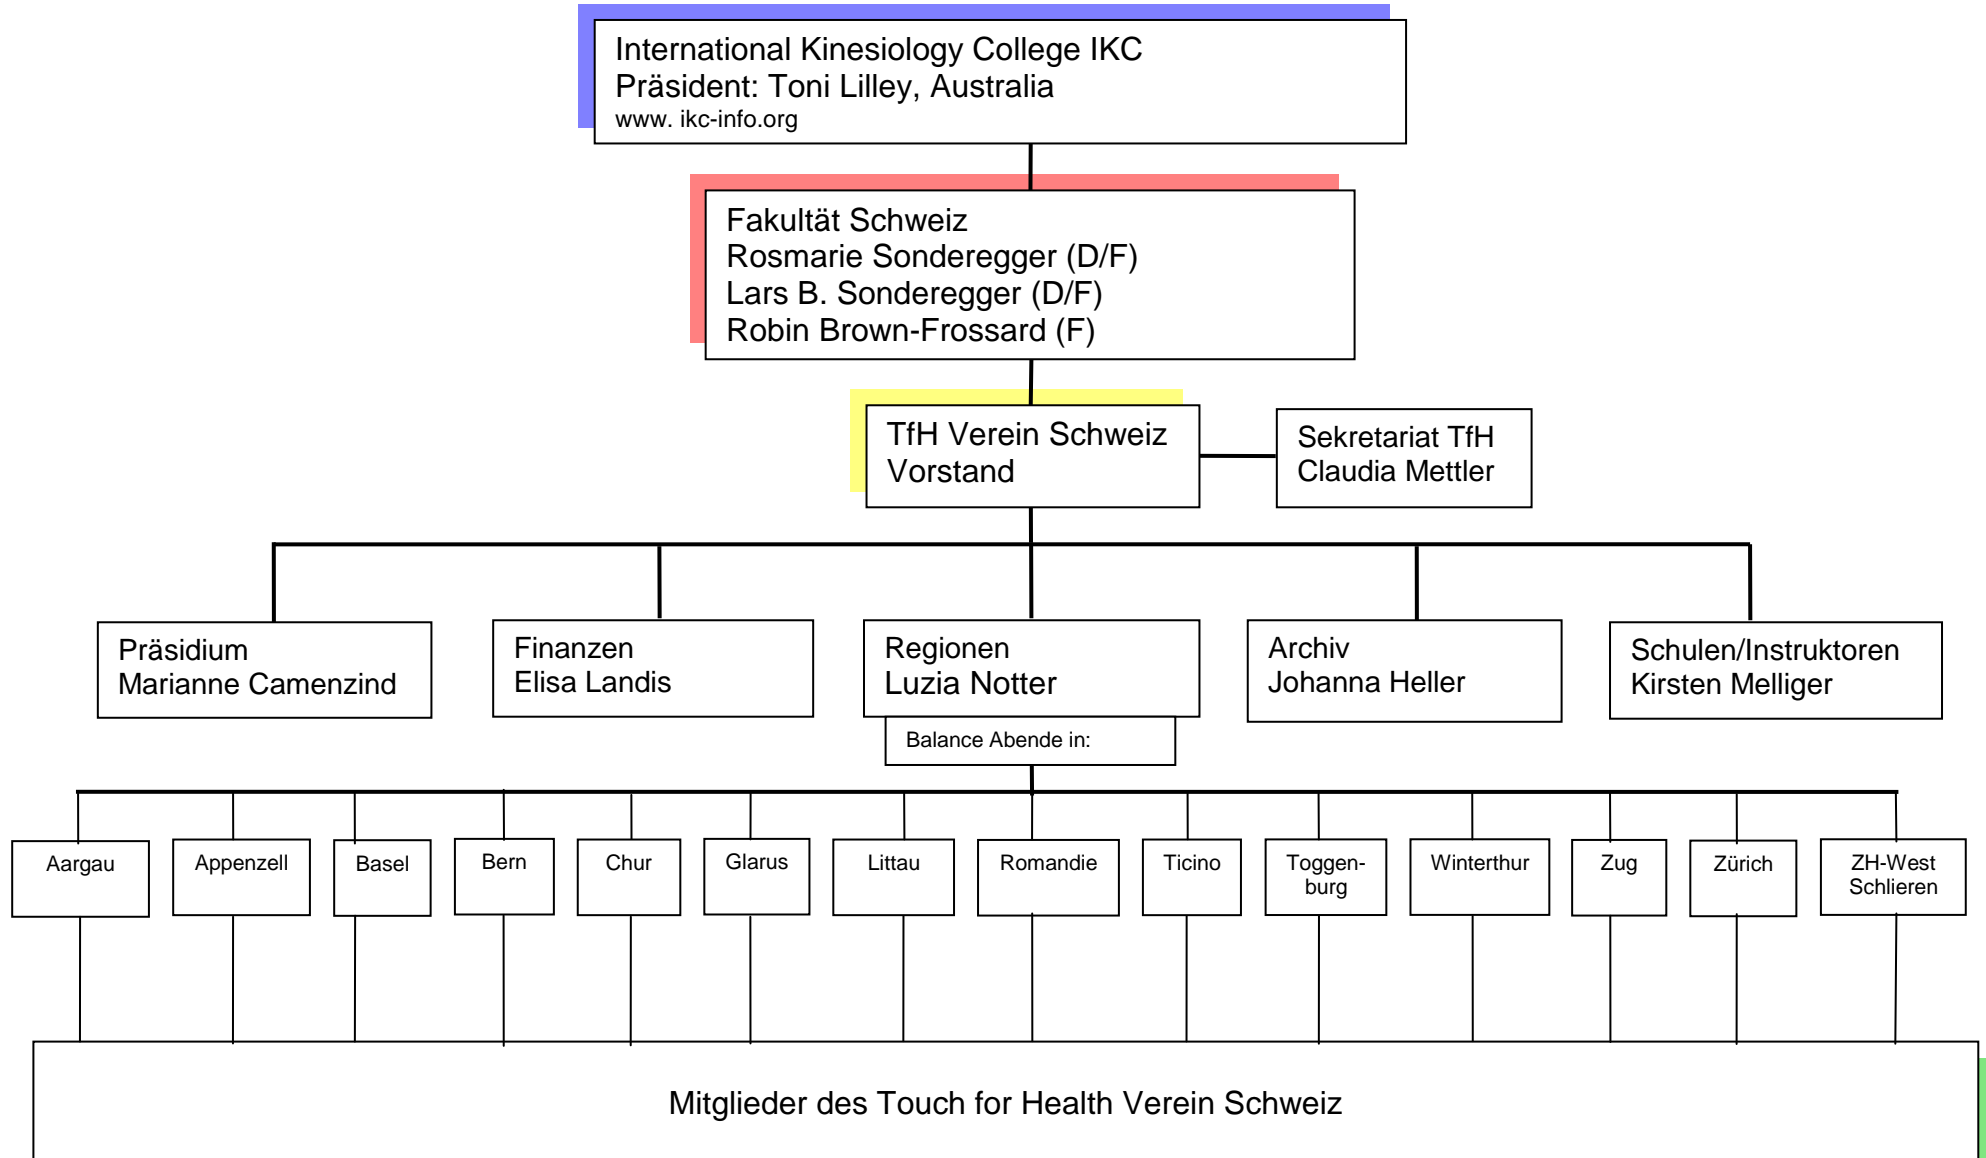 International Kinesiology College IKC
Präsident: Toni Lilley, Australia
www. ikc-info.org
Fakultät Schweiz
Rosmarie Sonderegger (D/F)
Lars B. Sonderegger (D/F)
Robin Brown-Frossard (F)
TfH Verein Schweiz
Vorstand
Sekretariat TfH
Claudia Mettler
Präsidium
Marianne Camenzind
Finanzen
Elisa Landis
Regionen
Luzia Notter
Archiv
Johanna Heller
Schulen/Instruktoren
Kirsten Melliger
Balance Abende in:
Aargau
Appenzell
Basel
Bern
Chur
Glarus
Littau
Romandie
Ticino
Toggen-
burg
Winterthur
Zug
Zürich
ZH-West
Schlieren
Mitglieder des Touch for Health Verein Schweiz